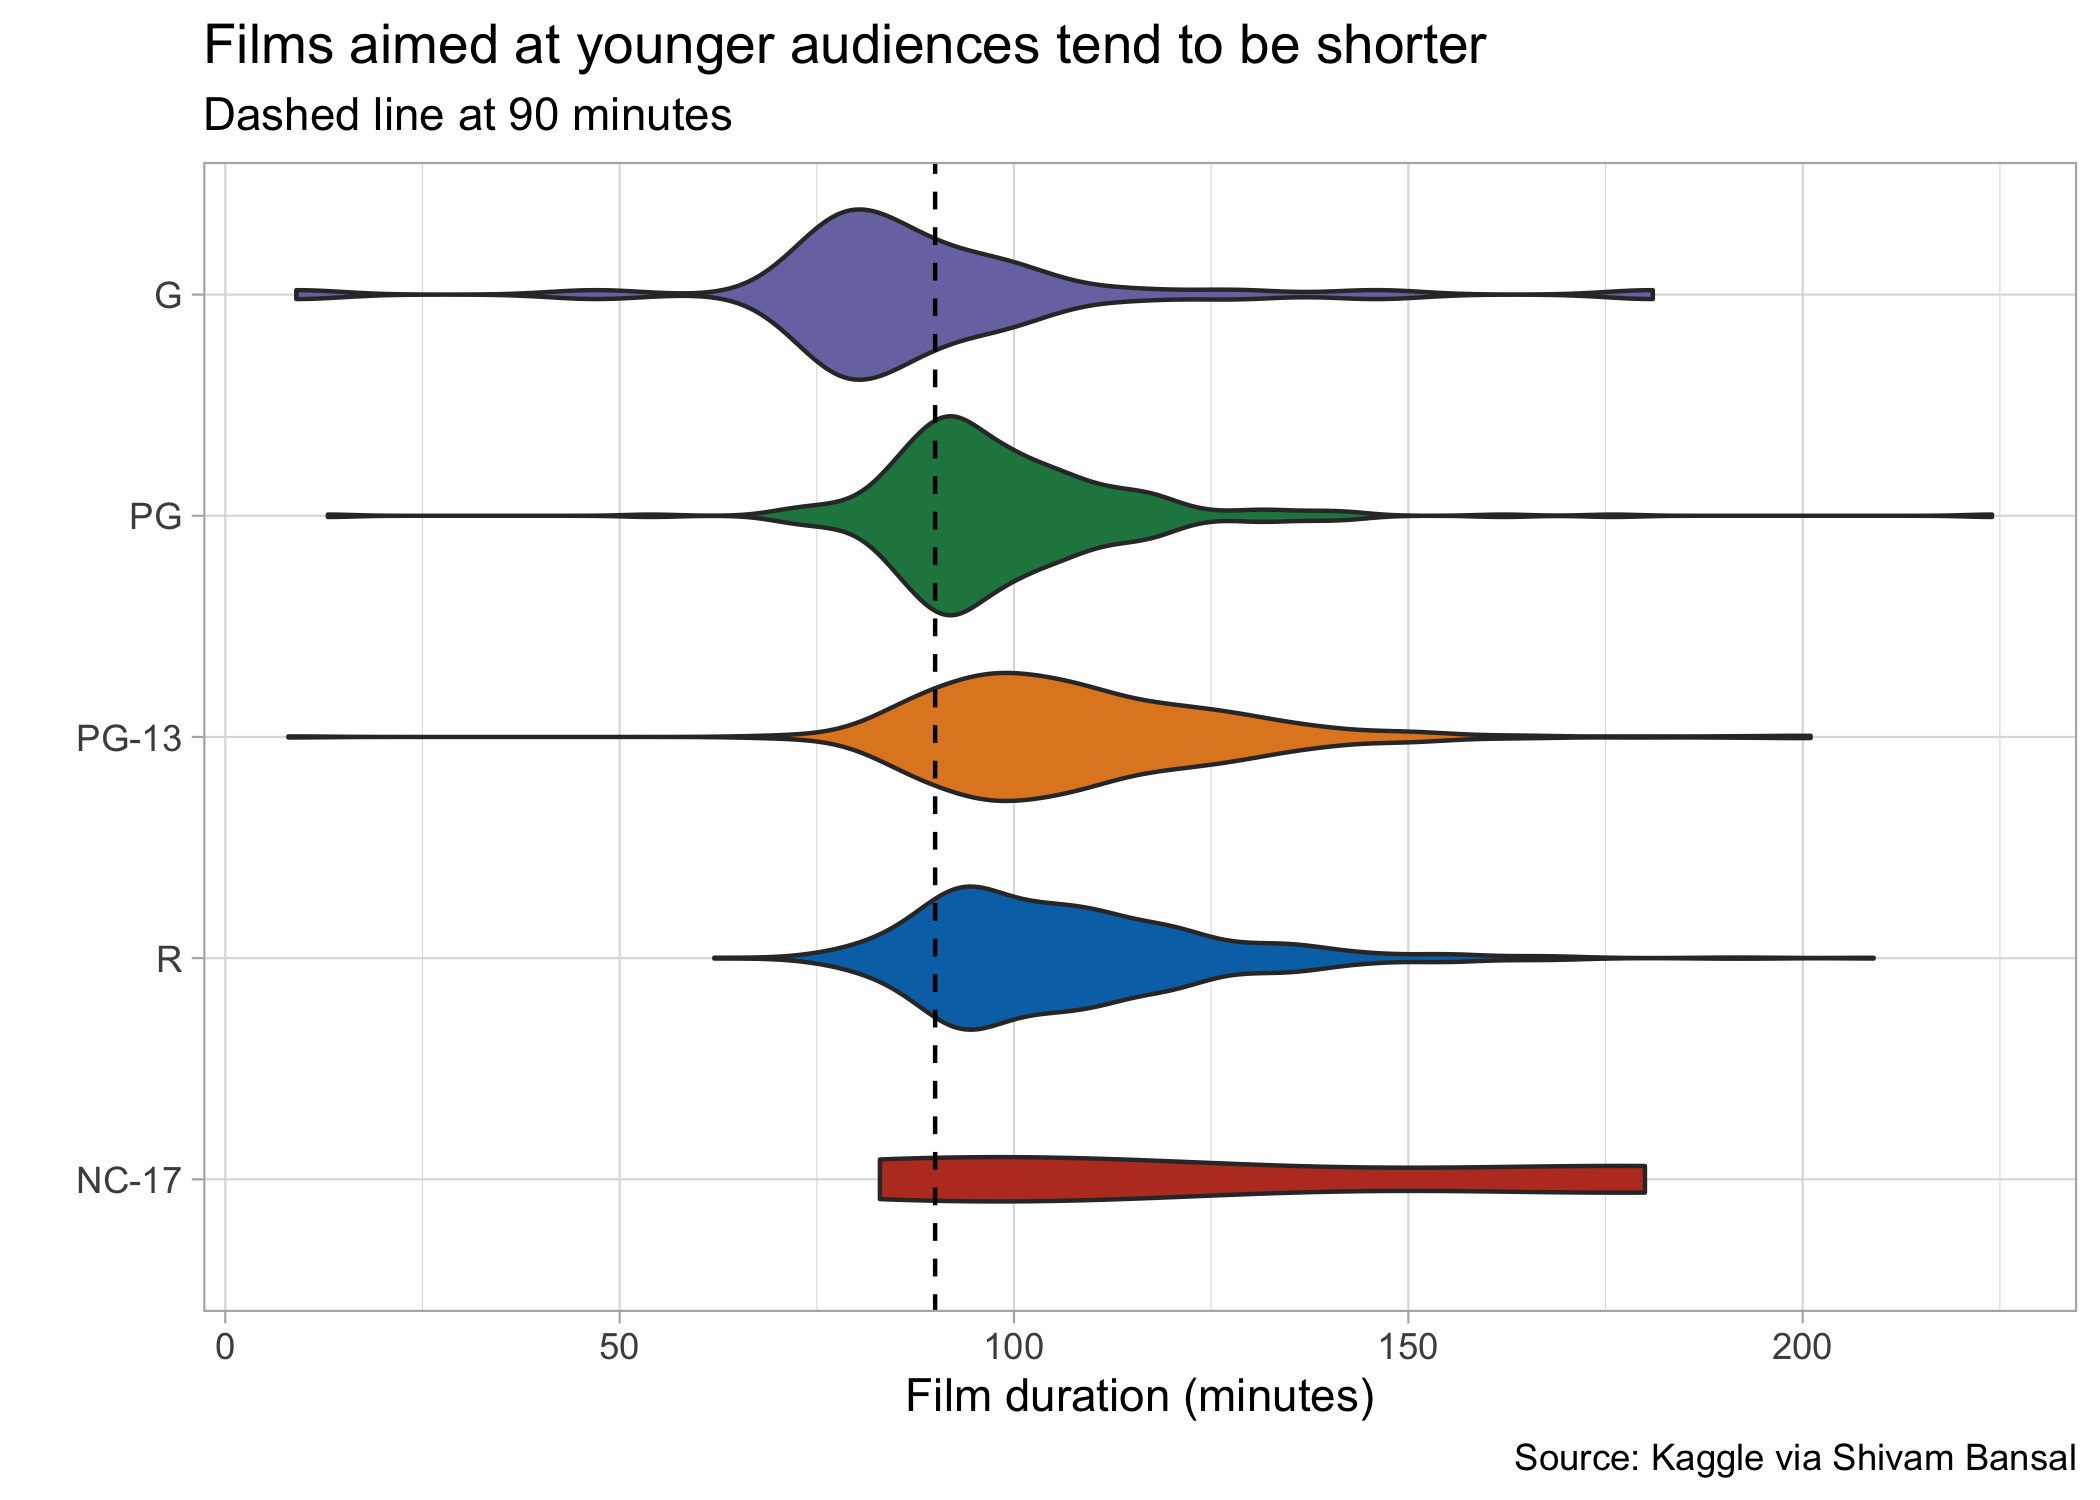 Films aimed at younger audiences tend to be shorter
Dashed line at 90 minutes
G
PG
PG-13
R
NC-17
0 50 100 150 200
Film duration (minutes)
Source: Kaggle via Shivam Bansal